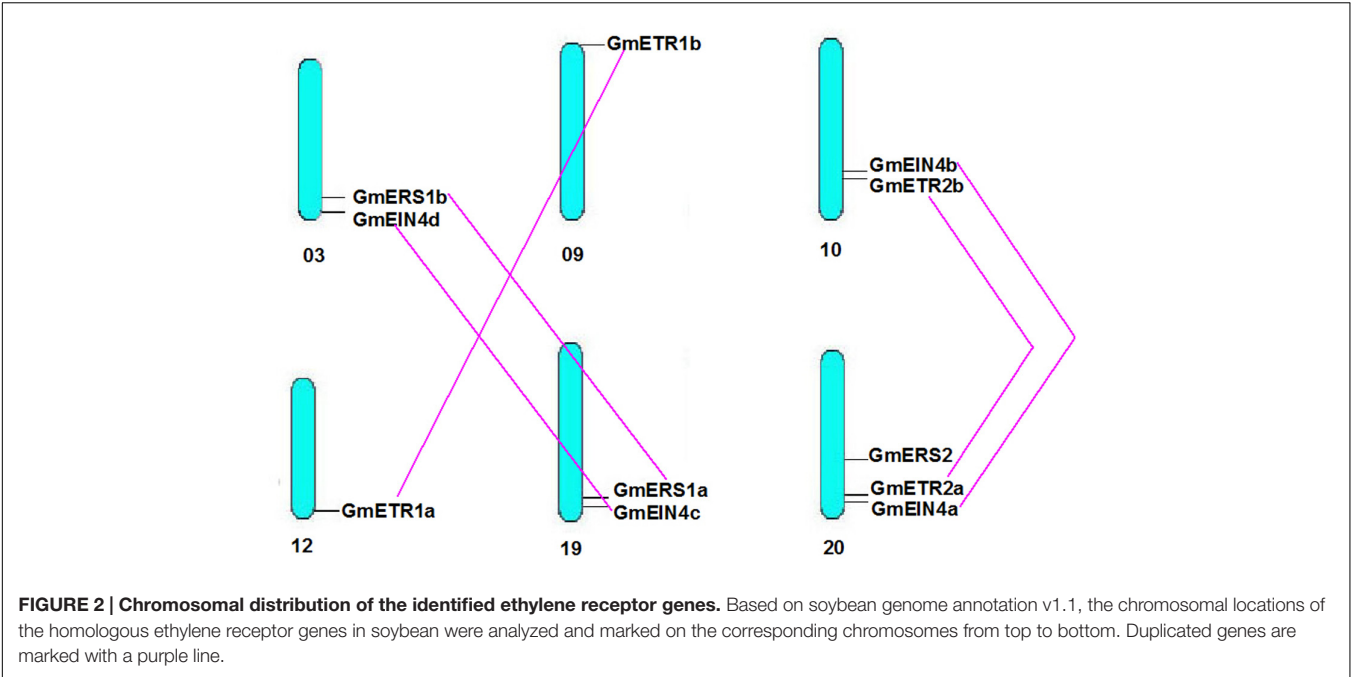 GmETR1b
GmERS1b
GmEIN4d
GmEIN4b
GmETR2b
03
09
10
GmETR1a
GmERS1a
GmEIN4c
GmERS2
GmETR2a
GmEIN4a
12
19
20
FIGURE 2 | Chromosomal distribution of the identified ethylene receptor genes. Based on soybean genome annotation v1.1, the chromosomal locations of
the homologous ethylene receptor genes in soybean were analyzed and marked on the corresponding chromosomes from top to bottom. Duplicated genes are
marked with a purple line.